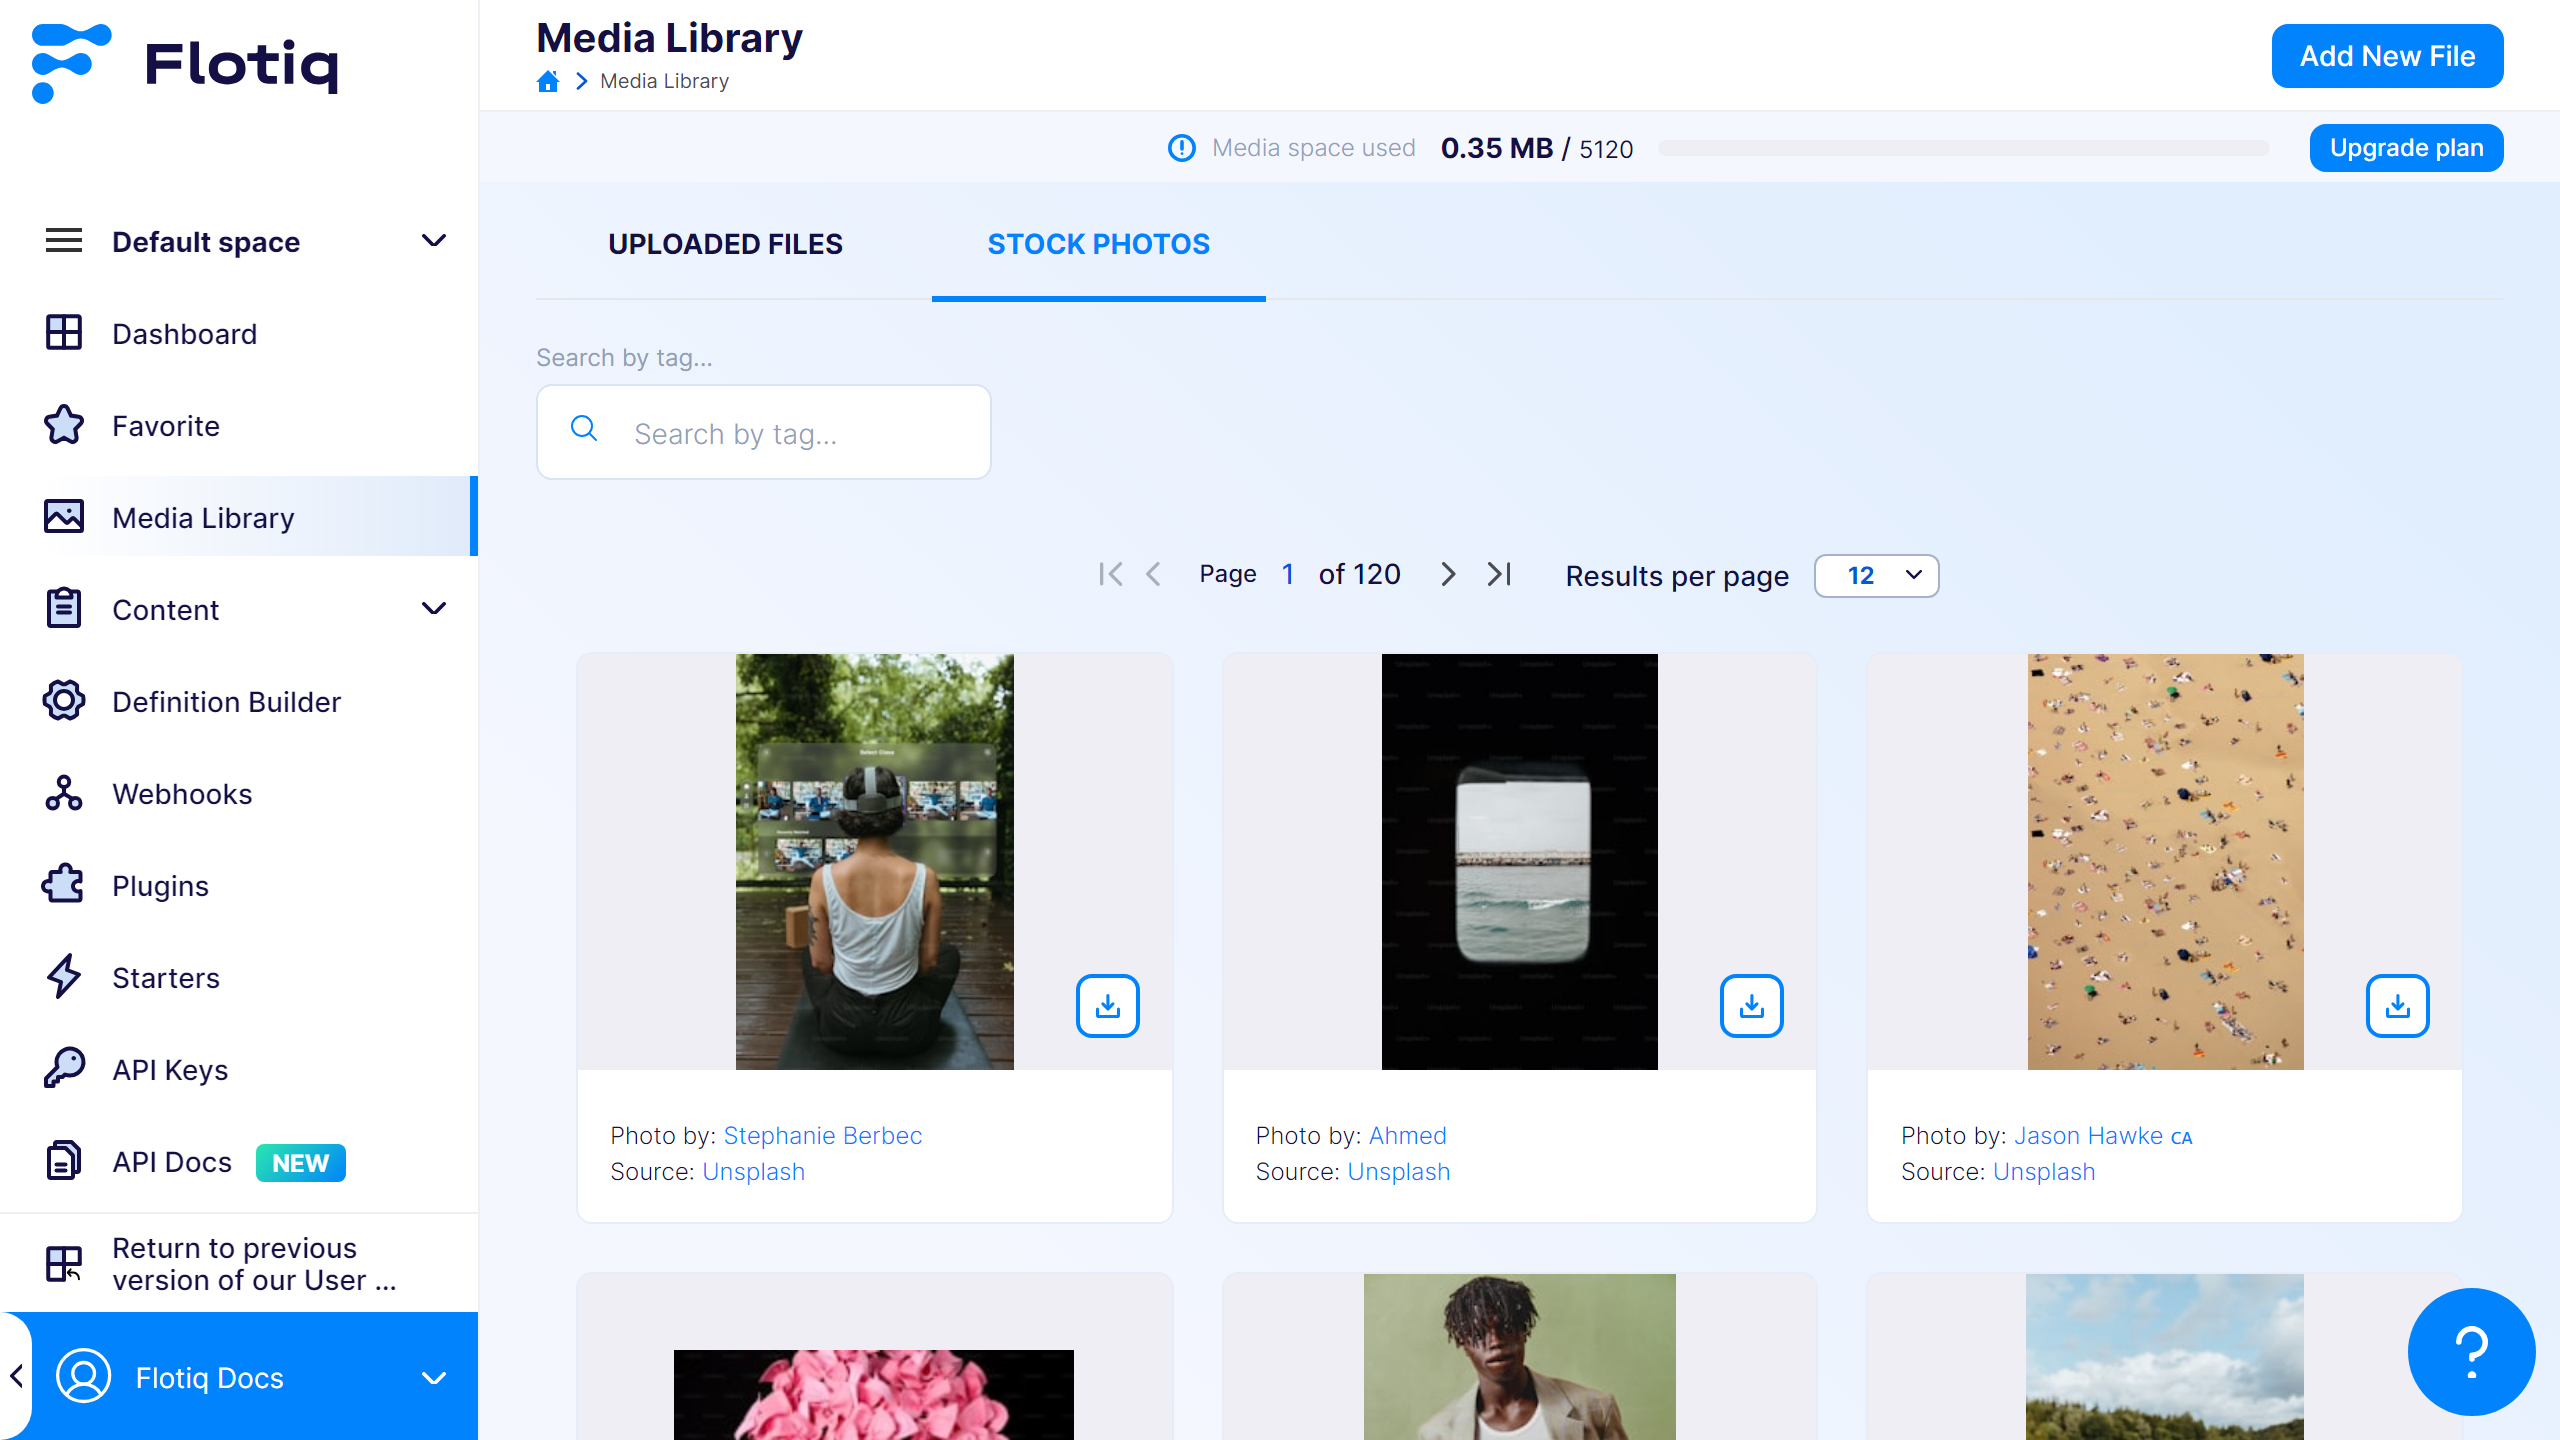 Flotiq
Default space
Dashboard
Favorite
Media Library
Content
Definition Builder
Webhooks
Plugins
Starters
API Keys
API Docs NEW
Return to previous
version of our User ...
Flotiq Docs
Media Library
Media Library
Add New File
Media space used 0.35 MB / 5120
Upgrade plan
UPLOADED FILES STOCK PHOTOS
Search by tag...
Search by tag...
Page 1 of 120
Results per page 12
Select Class
Photo by: Stephanie Berbec
Source: Unsplash
Photo by: Ahmed
Source: Unsplash
Photo by: Jason Hawke CA
Source: Unsplash
?